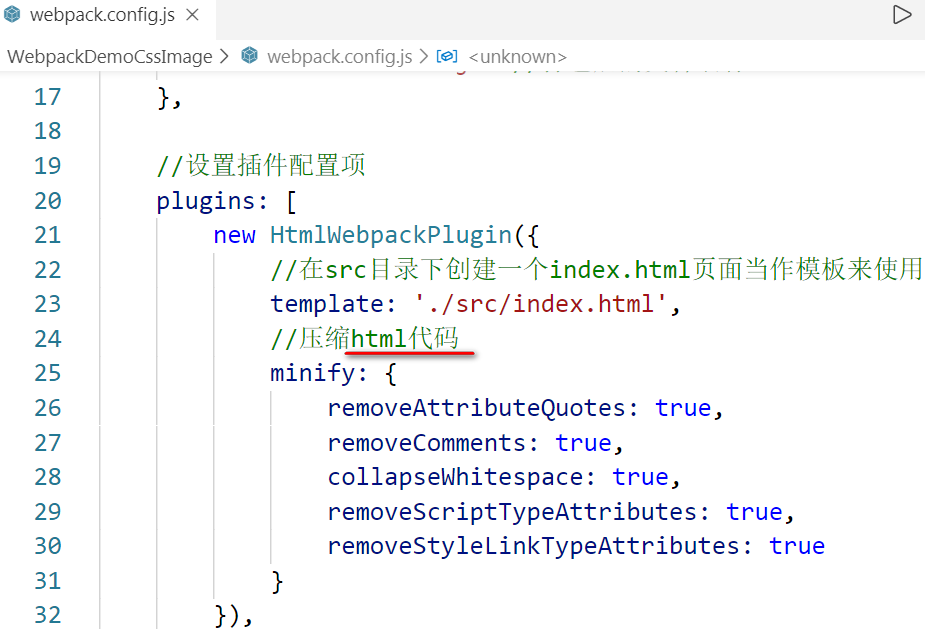 webpack.config.js
WebpackDemoCssImage > webpack.config.js > <unknown>
17 },
18
19 //设置插件配置项
20 plugins: [
21 new HtmlWebpackPlugin({
22 //在src目录下创建一个index.html页面当作模板来使用
23 template: './src/index.html',
24 //压缩html代码
25 minify: {
26 removeAttributeQuotes: true,
27 removeComments: true,
28 collapseWhitespace: true,
29 removeScriptTypeAttributes: true,
30 removeStyleLinkTypeAttributes: true
31 }
32 }),